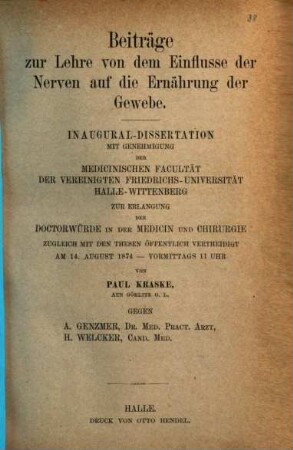 Beiträge
zur Lehre von dem Einflusse der
Nerven auf die Ernährung der
Gewebe.
INAUGURAL-DISSERTATION
MIT GENEHMIGUNG
DER
MEDICINISCHEN FACULTÄT
DER VEREINIGTEN FRIEDRICHS-UNIVERSITÄT
HALLE-WITTENBERG
ZUR ERLANGUNG
DER
DOCTORWÜRDE IN DER MEDICIN UND CHIRURGIE
ZUGLEICH MIT DEN THESEN ÖFFENTLICH VERTHEIDIGT
AM 14. AUGUST 1874 — VORMITTAGS 11 UHR
VON
PAUL KRASKE,
AUS GÖRLITZ O. L.
GEGEN
A. GENZMER, DR. MED. PRACT. ARZT,
H. WELCKER, CAND. MED.
HALLE.
DRUCK VON OTTO HENDEL.